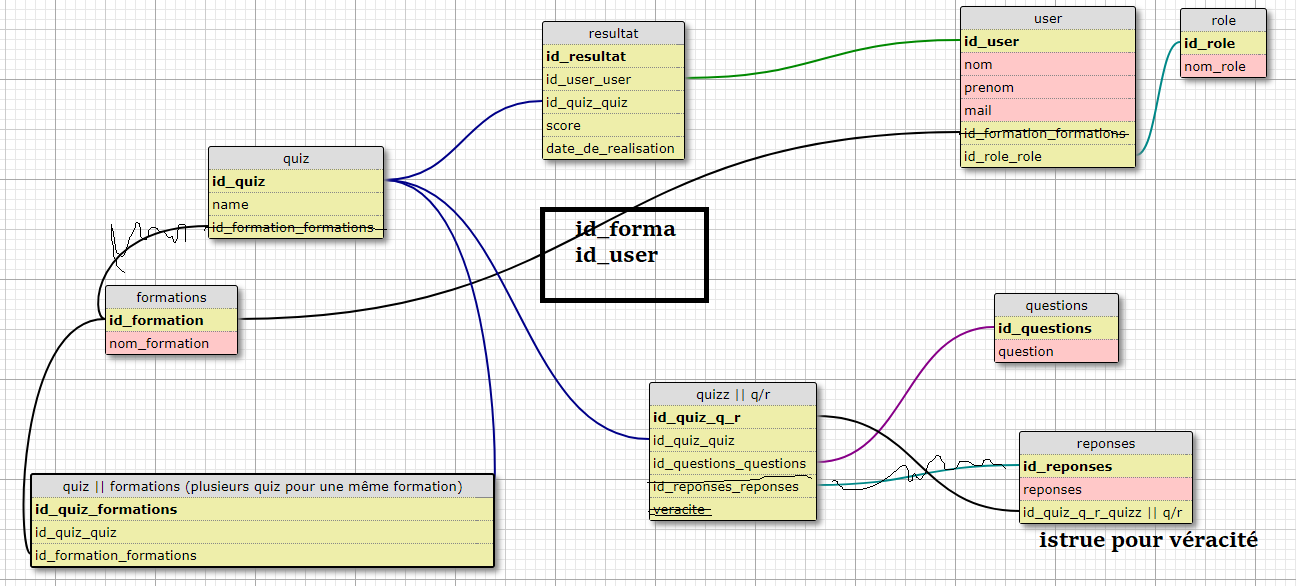 resultat
id_resultat
id_user_user
id_quiz_quiz
score
date_de_realisation
user
id_user
nom
prenom
mail
id_formation_formations
id_role_role
role
id_role
nom_role
quiz
id_quiz
name
id_formation_formations
id_forma
id_user
formations
id_formation
nom_formation
questions
id_questions
question
quizz || q/r
id_quiz_q_r
id_quiz_quiz
id_questions_questions
id_reponses_reponses
veracite
reponses
id_reponses
reponses
id_quiz_q_r_quizz || q/r
istrue pour véracité
quiz || formations (plusieurs quiz pour une même formation)
id_quiz_formations
id_quiz_quiz
id_formation_formations